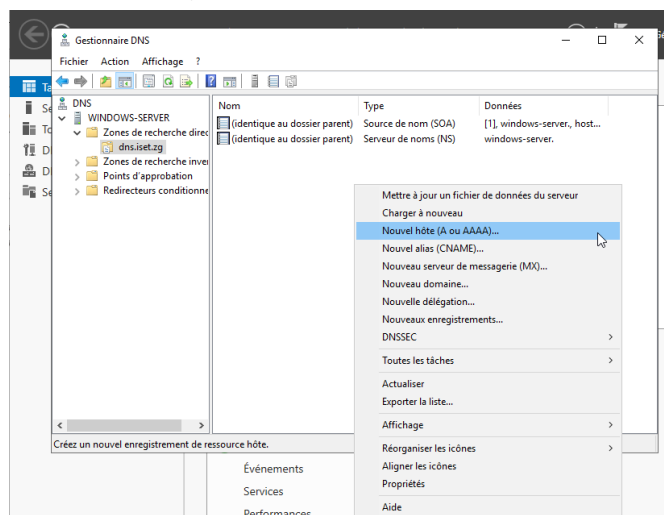 Gestionnaire DNS
Fichier Action Affichage ?
DNS
WINDOWS-SERVER
Zones de recherche direc
dns.iset.zg
Zones de recherche inver
Points d'approbation
Redirecteurs conditionne
Nom Type Données
(identique au dossier parent) Source de nom (SOA) [1], windows-server., host...
(identique au dossier parent) Serveur de noms (NS) windows-server.
Mettre à jour un fichier de données du serveur
Charger à nouveau
Nouvel hôte (A ou AAAA)...
Nouvel alias (CNAME)...
Nouveau serveur de messagerie (MX)...
Nouveau domaine...
Nouvelle délégation...
Nouveaux enregistrements...
DNSSEC
Toutes les tâches
Actualiser
Exporter la liste...
Affichage
Réorganiser les icônes
Aligner les icônes
Propriétés
Aide
Créez un nouvel enregistrement de ressource hôte.
Événements
Services
Performances